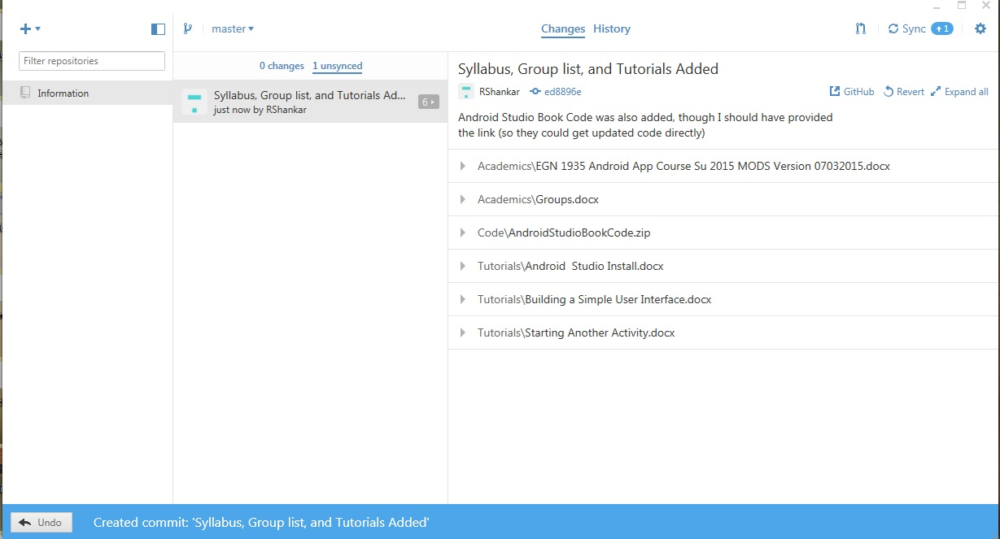 master
Changes
History
Sync
1
Filter repositories
0 changes
1 unsynced
Information
Syllabus, Group list, and Tutorials Ad...
just now by RShankar
6
Syllabus, Group list, and Tutorials Added
RShankar
ed8896e
GitHub
Revert
Expand all
Android Studio Book Code was also added, though I should have provided
the link (so they could get updated code directly)
Academics\EGN 1935 Android App Course Su 2015 MODS Version 07032015.docx
Academics\Groups.docx
Code\AndroidStudioBookCode.zip
Tutorials\Android  Studio Install.docx
Tutorials\Building a Simple User Interface.docx
Tutorials\Starting Another Activity.docx
Undo
Created commit: 'Syllabus, Group list, and Tutorials Added'